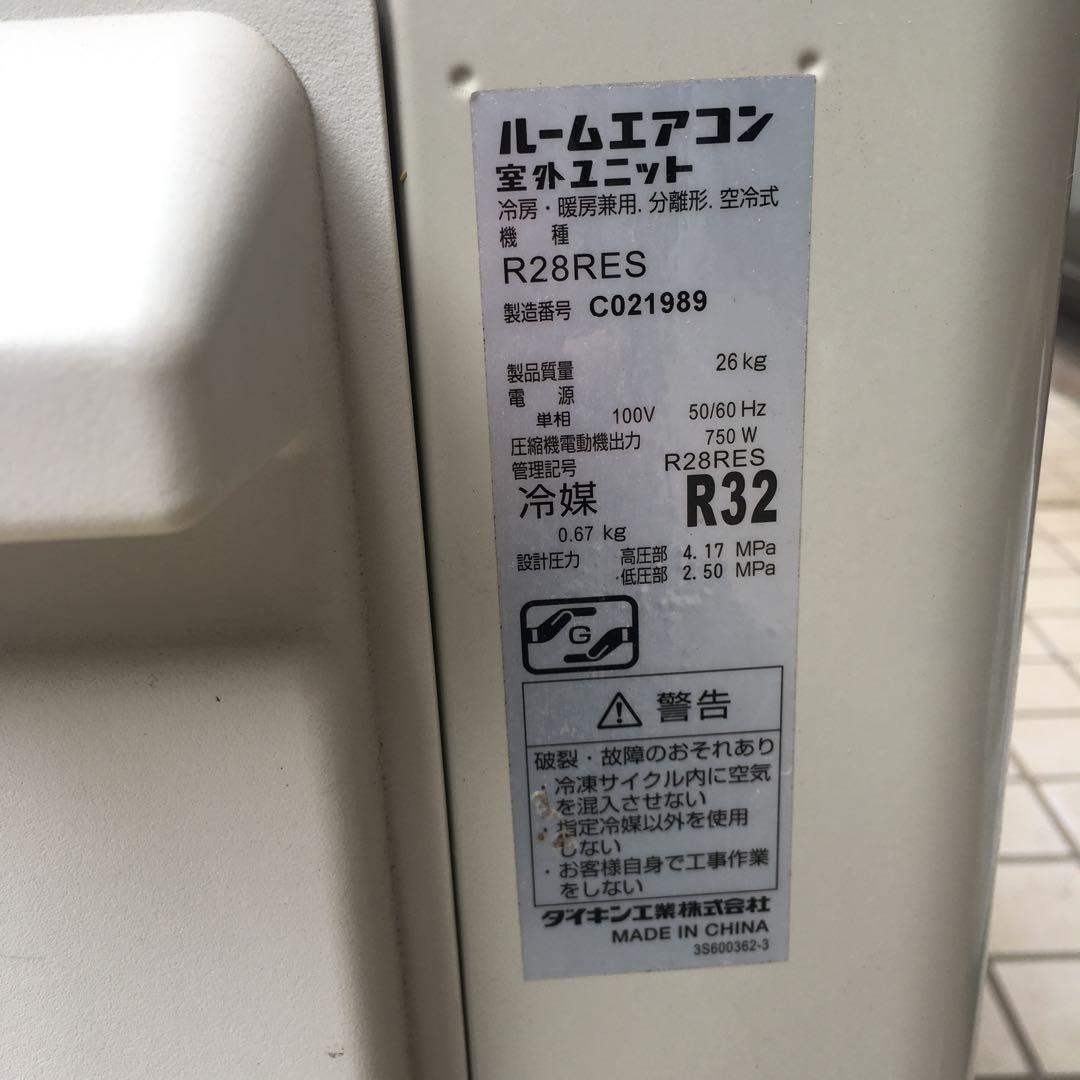 ルームエアコン
室外ユニット
冷房・暖房兼用. 分離形. 空冷式
機 種
R28RES
製造番号 C021989
製品質量 26kg
電 源
単相 100V 50/60Hz
圧縮機電動機出力 750W
管理記号 R28RES
冷媒 R32
0.67 kg
設計圧力 高圧部 4.17 MPa
低圧部 2.50 MPa
G
警告
破裂・故障のおそれあり
・冷凍サイクル内に空気
を混入させない
・指定冷媒以外を使用
しない
・お客様自身で工事作業
をしない
ダイキン工業株式会社
MADE IN CHINA
3S600362-3